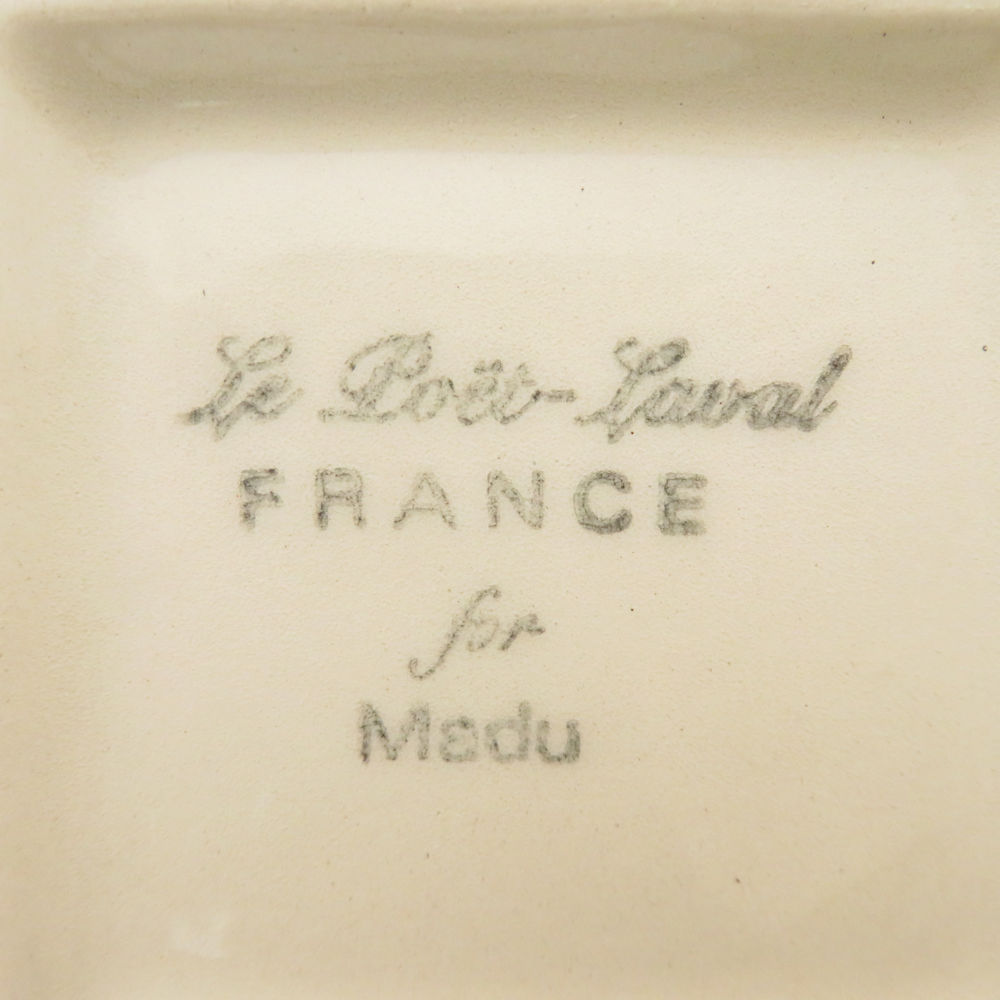 Le Poët-Laval
FRANCE
for
Madu